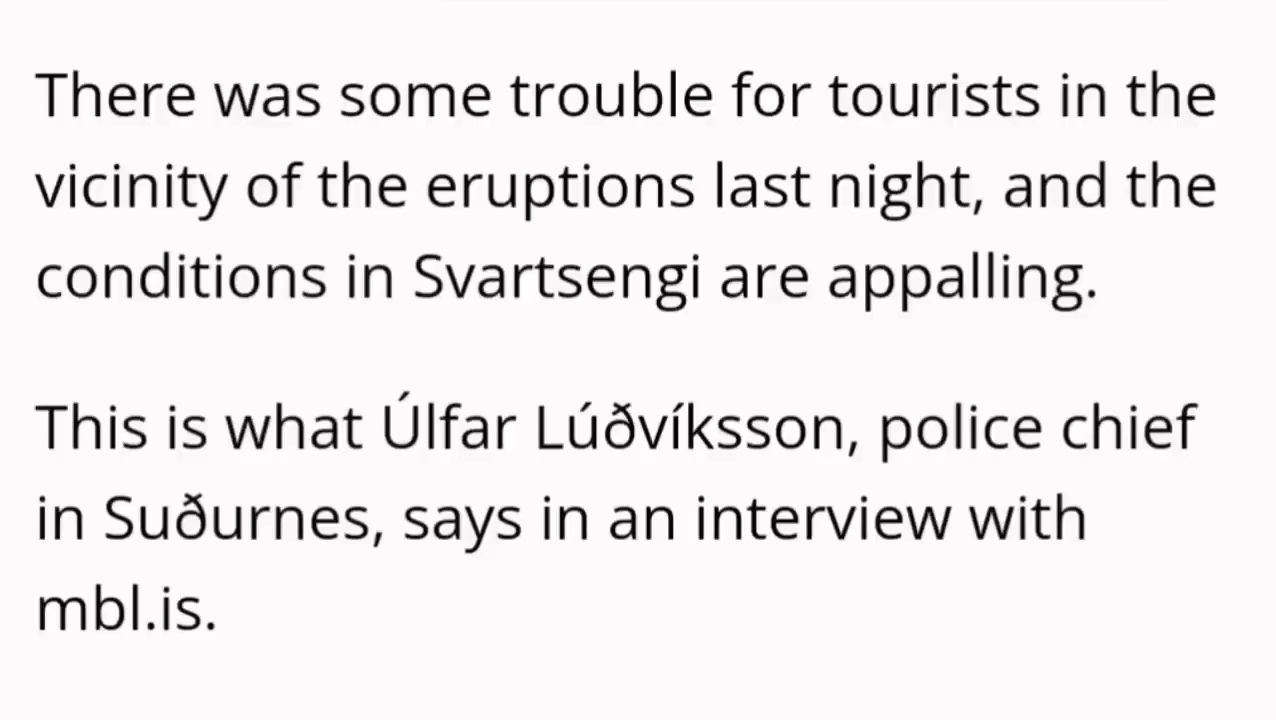 There was some trouble for tourists in the
vicinity of the eruptions last night, and the
conditions in Svartsengi are appalling.
This is what Úlfar Lúðvíksson, police chief
in Suðurnes, says in an interview with
mbl.is.